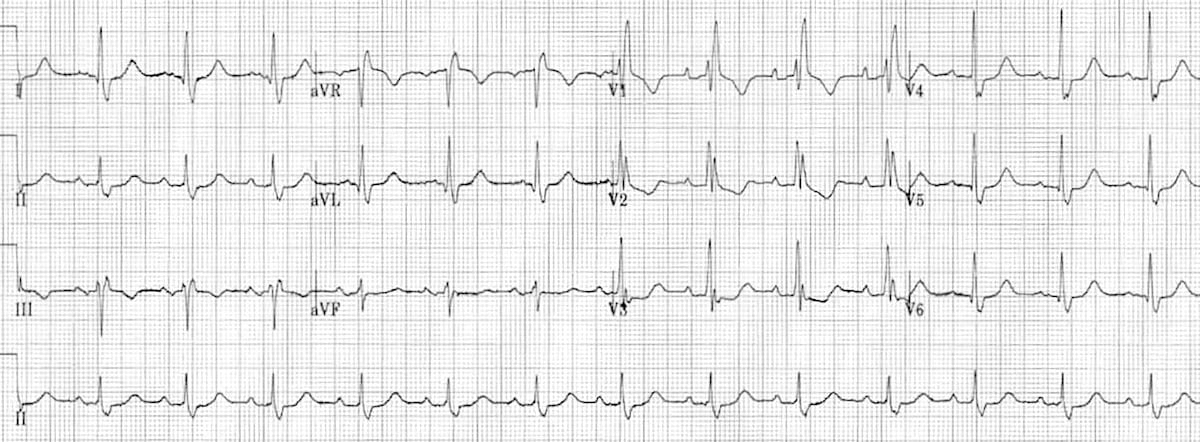 I aVR V1 V4
II aVL V2 V5
III aVF V3 V6
II